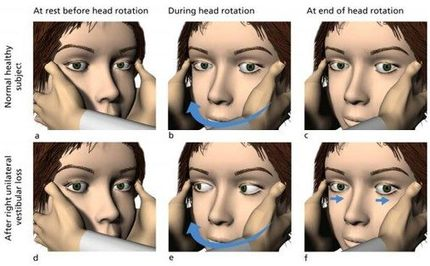 At rest before head rotation
During head rotation
At end of head rotation
Normal healthy
subject
a
b
c
After right unilateral
vestibular loss
d
e
f